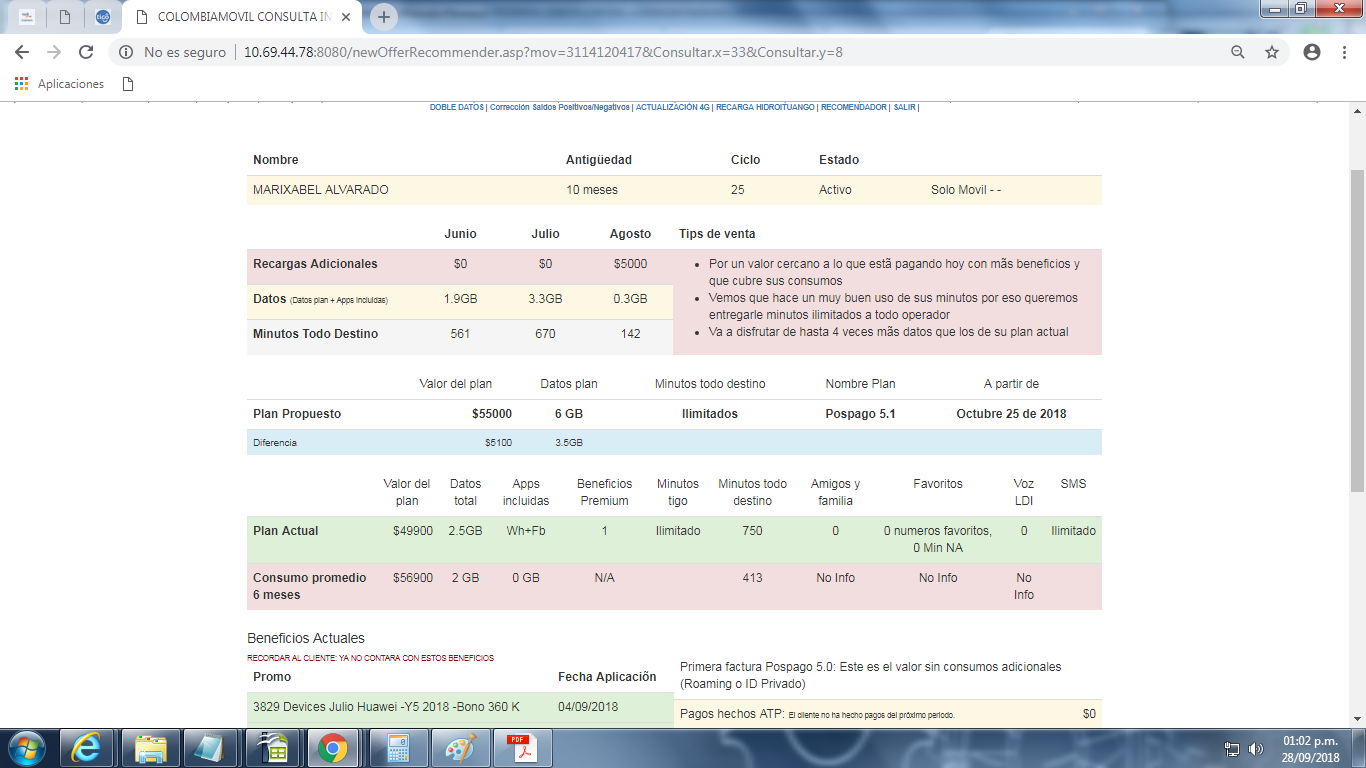 COLOMBIAMOVIL CONSULTA IN
No es seguro | 10.69.44.78:8080/newOfferRecommender.asp?mov=3114120417&Consultar.x=33&Consultar.y=8
Aplicaciones
DOBLE DATOS | Corrección Saldos Positivos/Negativos | ACTUALIZACIÓN 4G | RECARGA HIDROITUANGO | RECOMENDADOR | SALIR |
Nombre Antigüedad Ciclo Estado
MARIXABEL ALVARADO 10 meses 25 Activo Solo Movil - -
Junio Julio Agosto Tips de venta
Recargas Adicionales $0 $0 $5000
Datos (Datos plan + Apps Incluidas) 1.9GB 3.3GB 0.3GB
Minutos Todo Destino 561 670 142
Por un valor cercano a lo que estã pagando hoy con mãs beneficios y
que cubre sus consumos
Vemos que hace un muy buen uso de sus minutos por eso queremos
entregarle minutos ilimitados a todo operador
Va a disfrutar de hasta 4 veces mãs datos que los de su plan actual
Valor del plan Datos plan Minutos todo destino Nombre Plan A partir de
Plan Propuesto $55000 6 GB Ilimitados Pospago 5.1 Octubre 25 de 2018
Diferencia $5100 3.5GB
Valor del Datos Apps Beneficios Minutos Minutos todo Amigos y Favoritos Voz SMS
plan total incluidas Premium tigo destino familia LDI
Plan Actual $49900 2.5GB Wh+Fb 1 Ilimitado 750 0 0 numeros favoritos, 0 Ilimitado
0 Min NA
Consumo promedio $56900 2 GB 0 GB N/A 413 No Info No Info No
6 meses Info
Beneficios Actuales
RECORDAR AL CLIENTE: YA NO CONTARA CON ESTOS BENEFICIOS
Promo Fecha Aplicaciõn
3829 Devices Julio Huawei -Y5 2018 -Bono 360 K 04/09/2018
Primera factura Pospago 5.0: Este es el valor sin consumos adicionales
(Roaming o ID Privado)
Pagos hechos ATP: El cliente no ha hecho pagos del próximo periodo. $0
PDF
01:02 p.m.
28/09/2018